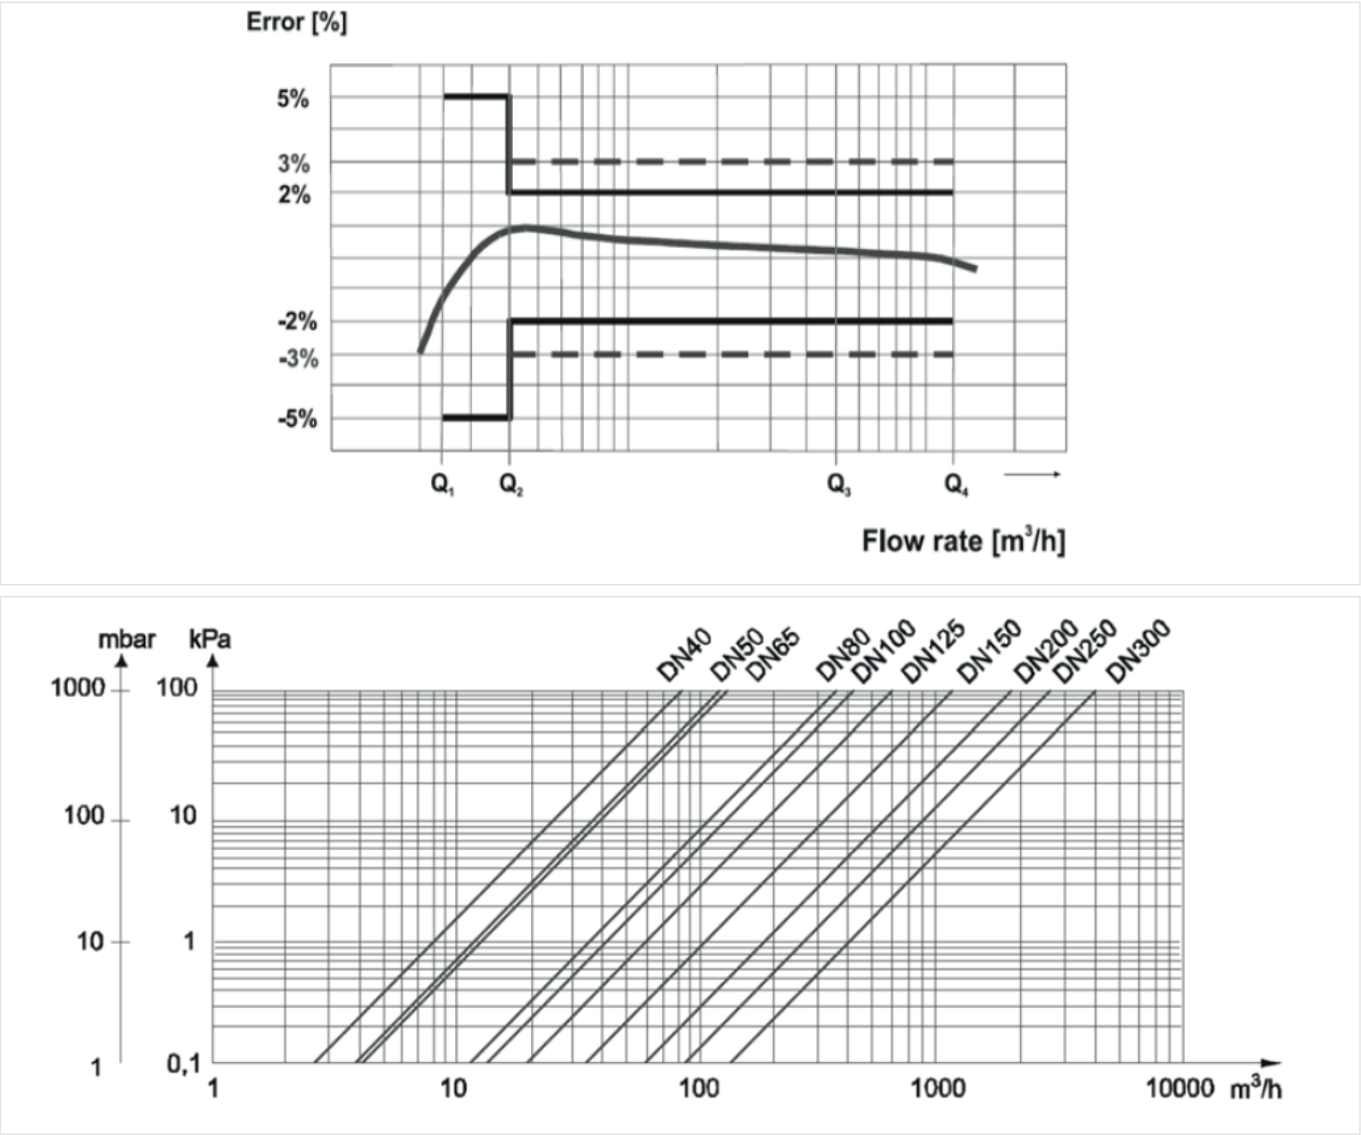 Error [%]
5%
3%
2%
-2%
-3%
-5%
Q₁ Q₂ Q₃ Q₄
Flow rate [m³/h]
mbar kPa DN40 DN50 DN65 DN80 DN100 DN125 DN150 DN200 DN250 DN300
1000 100
100 10
10 1
1 0,1
1 10 100 1000 10000 m³/h